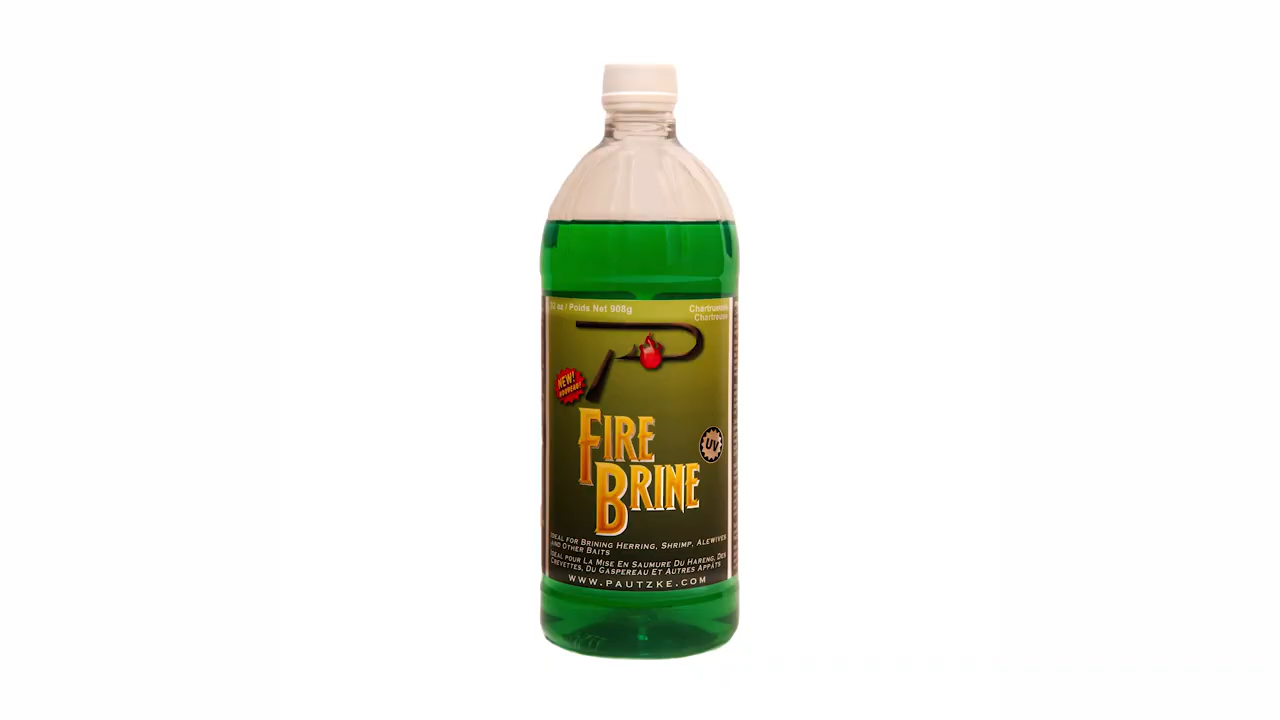 32 oz / Poids Net 908g
Chartreuse
Chartreuse
NEW!
NOUVEAU!
FIRE
BRINE
UV
IDEAL FOR BRINING HERRING, SHRIMP, ALEWIVES
AND OTHER BAITS
IDEAL POUR LA MISE EN SAUMURE DU HARENG, DES
CREVETTES, DU GASPEREAU ET AUTRES APPÂTS
WWW.PAUTZKE.COM